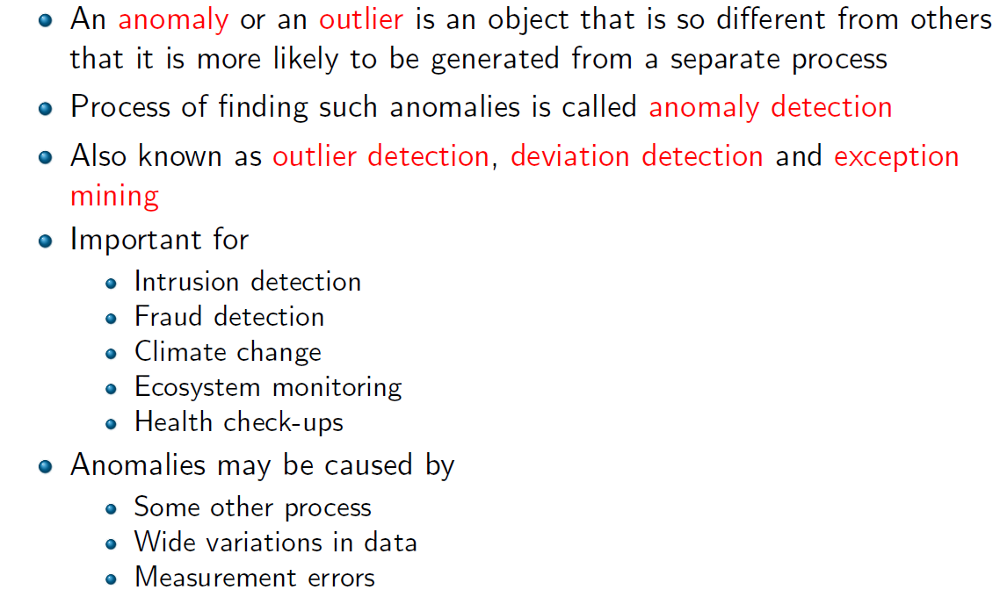 An anomaly or an outlier is an object that is so different from others
that it is more likely to be generated from a separate process
Process of finding such anomalies is called anomaly detection
Also known as outlier detection, deviation detection and exception
mining
Important for
Intrusion detection
Fraud detection
Climate change
Ecosystem monitoring
Health check-ups
Anomalies may be caused by
Some other process
Wide variations in data
Measurement errors